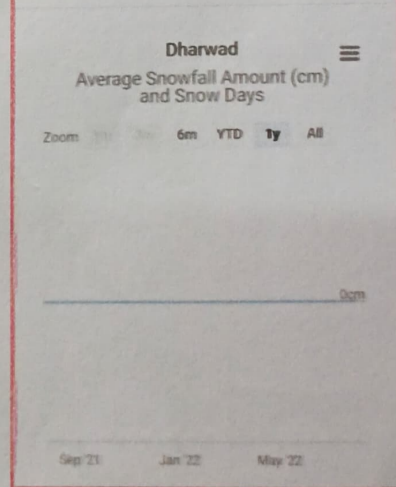 Dharwad
Average Snowfall Amount (cm)
and Snow Days
Zoom 6m YTD 1y All
0cm
Sep '21 Jan '22 May '22